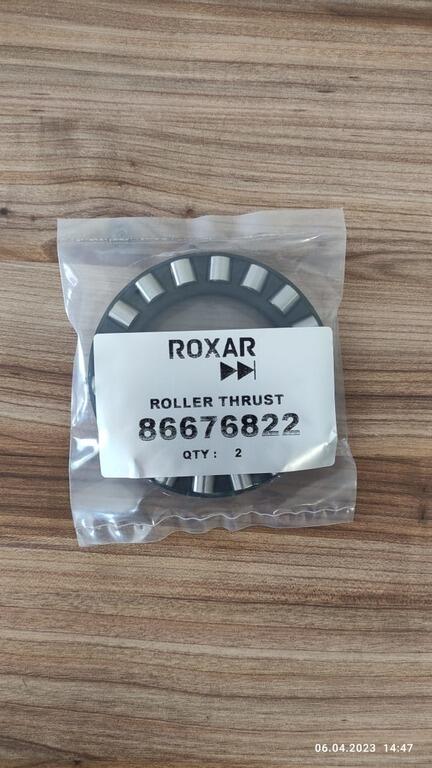 ROXAR
ROLLER THRUST
86676822
QTY : 2
06.04.2023 14:47